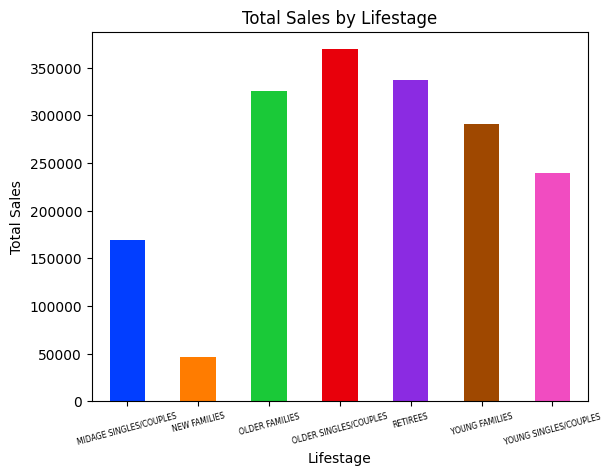 Total Sales by Lifestage
Total Sales
350000
300000
250000
200000
150000
100000
50000
0
MIDAGE SINGLES/COUPLES
NEW FAMILIES
OLDER FAMILIES
OLDER SINGLES/COUPLES
RETIREES
YOUNG FAMILIES
YOUNG SINGLES/COUPLES
Lifestage